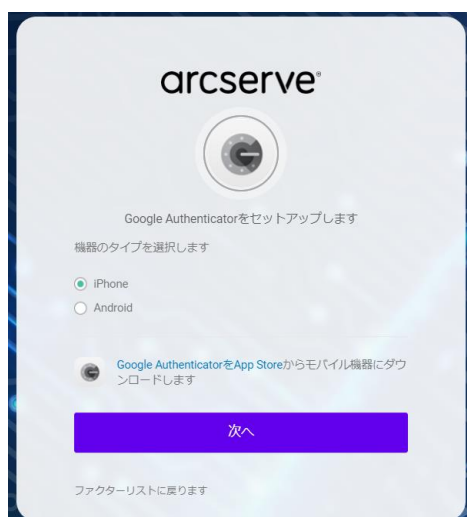 arcserve®
Google Authenticatorをセットアップします
機器のタイプを選択します
iPhone
Android
Google AuthenticatorをApp Storeからモバイル機器にダウ
ンロードします
次へ
ファクターリストに戻ります